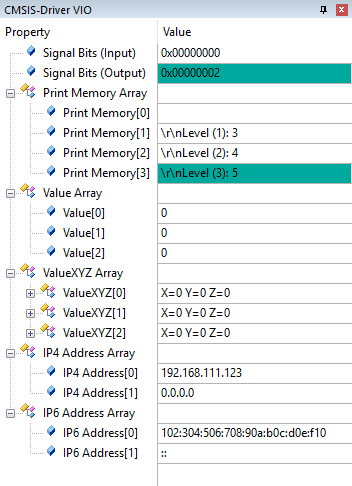 CMSIS-Driver VIO
Property Value
Signal Bits (Input) 0x00000000
Signal Bits (Output) 0x00000002
Print Memory Array
Print Memory[0]
Print Memory[1] \r\nLevel (1): 3
Print Memory[2] \r\nLevel (2): 4
Print Memory[3] \r\nLevel (3): 5
Value Array
Value[0] 0
Value[1] 0
Value[2] 0
ValueXYZ Array
ValueXYZ[0] X=0 Y=0 Z=0
ValueXYZ[1] X=0 Y=0 Z=0
ValueXYZ[2] X=0 Y=0 Z=0
IP4 Address Array
IP4 Address[0] 192.168.111.123
IP4 Address[1] 0.0.0.0
IP6 Address Array
IP6 Address[0] 102:304:506:708:90a:b0c:d0e:f10
IP6 Address[1] ::